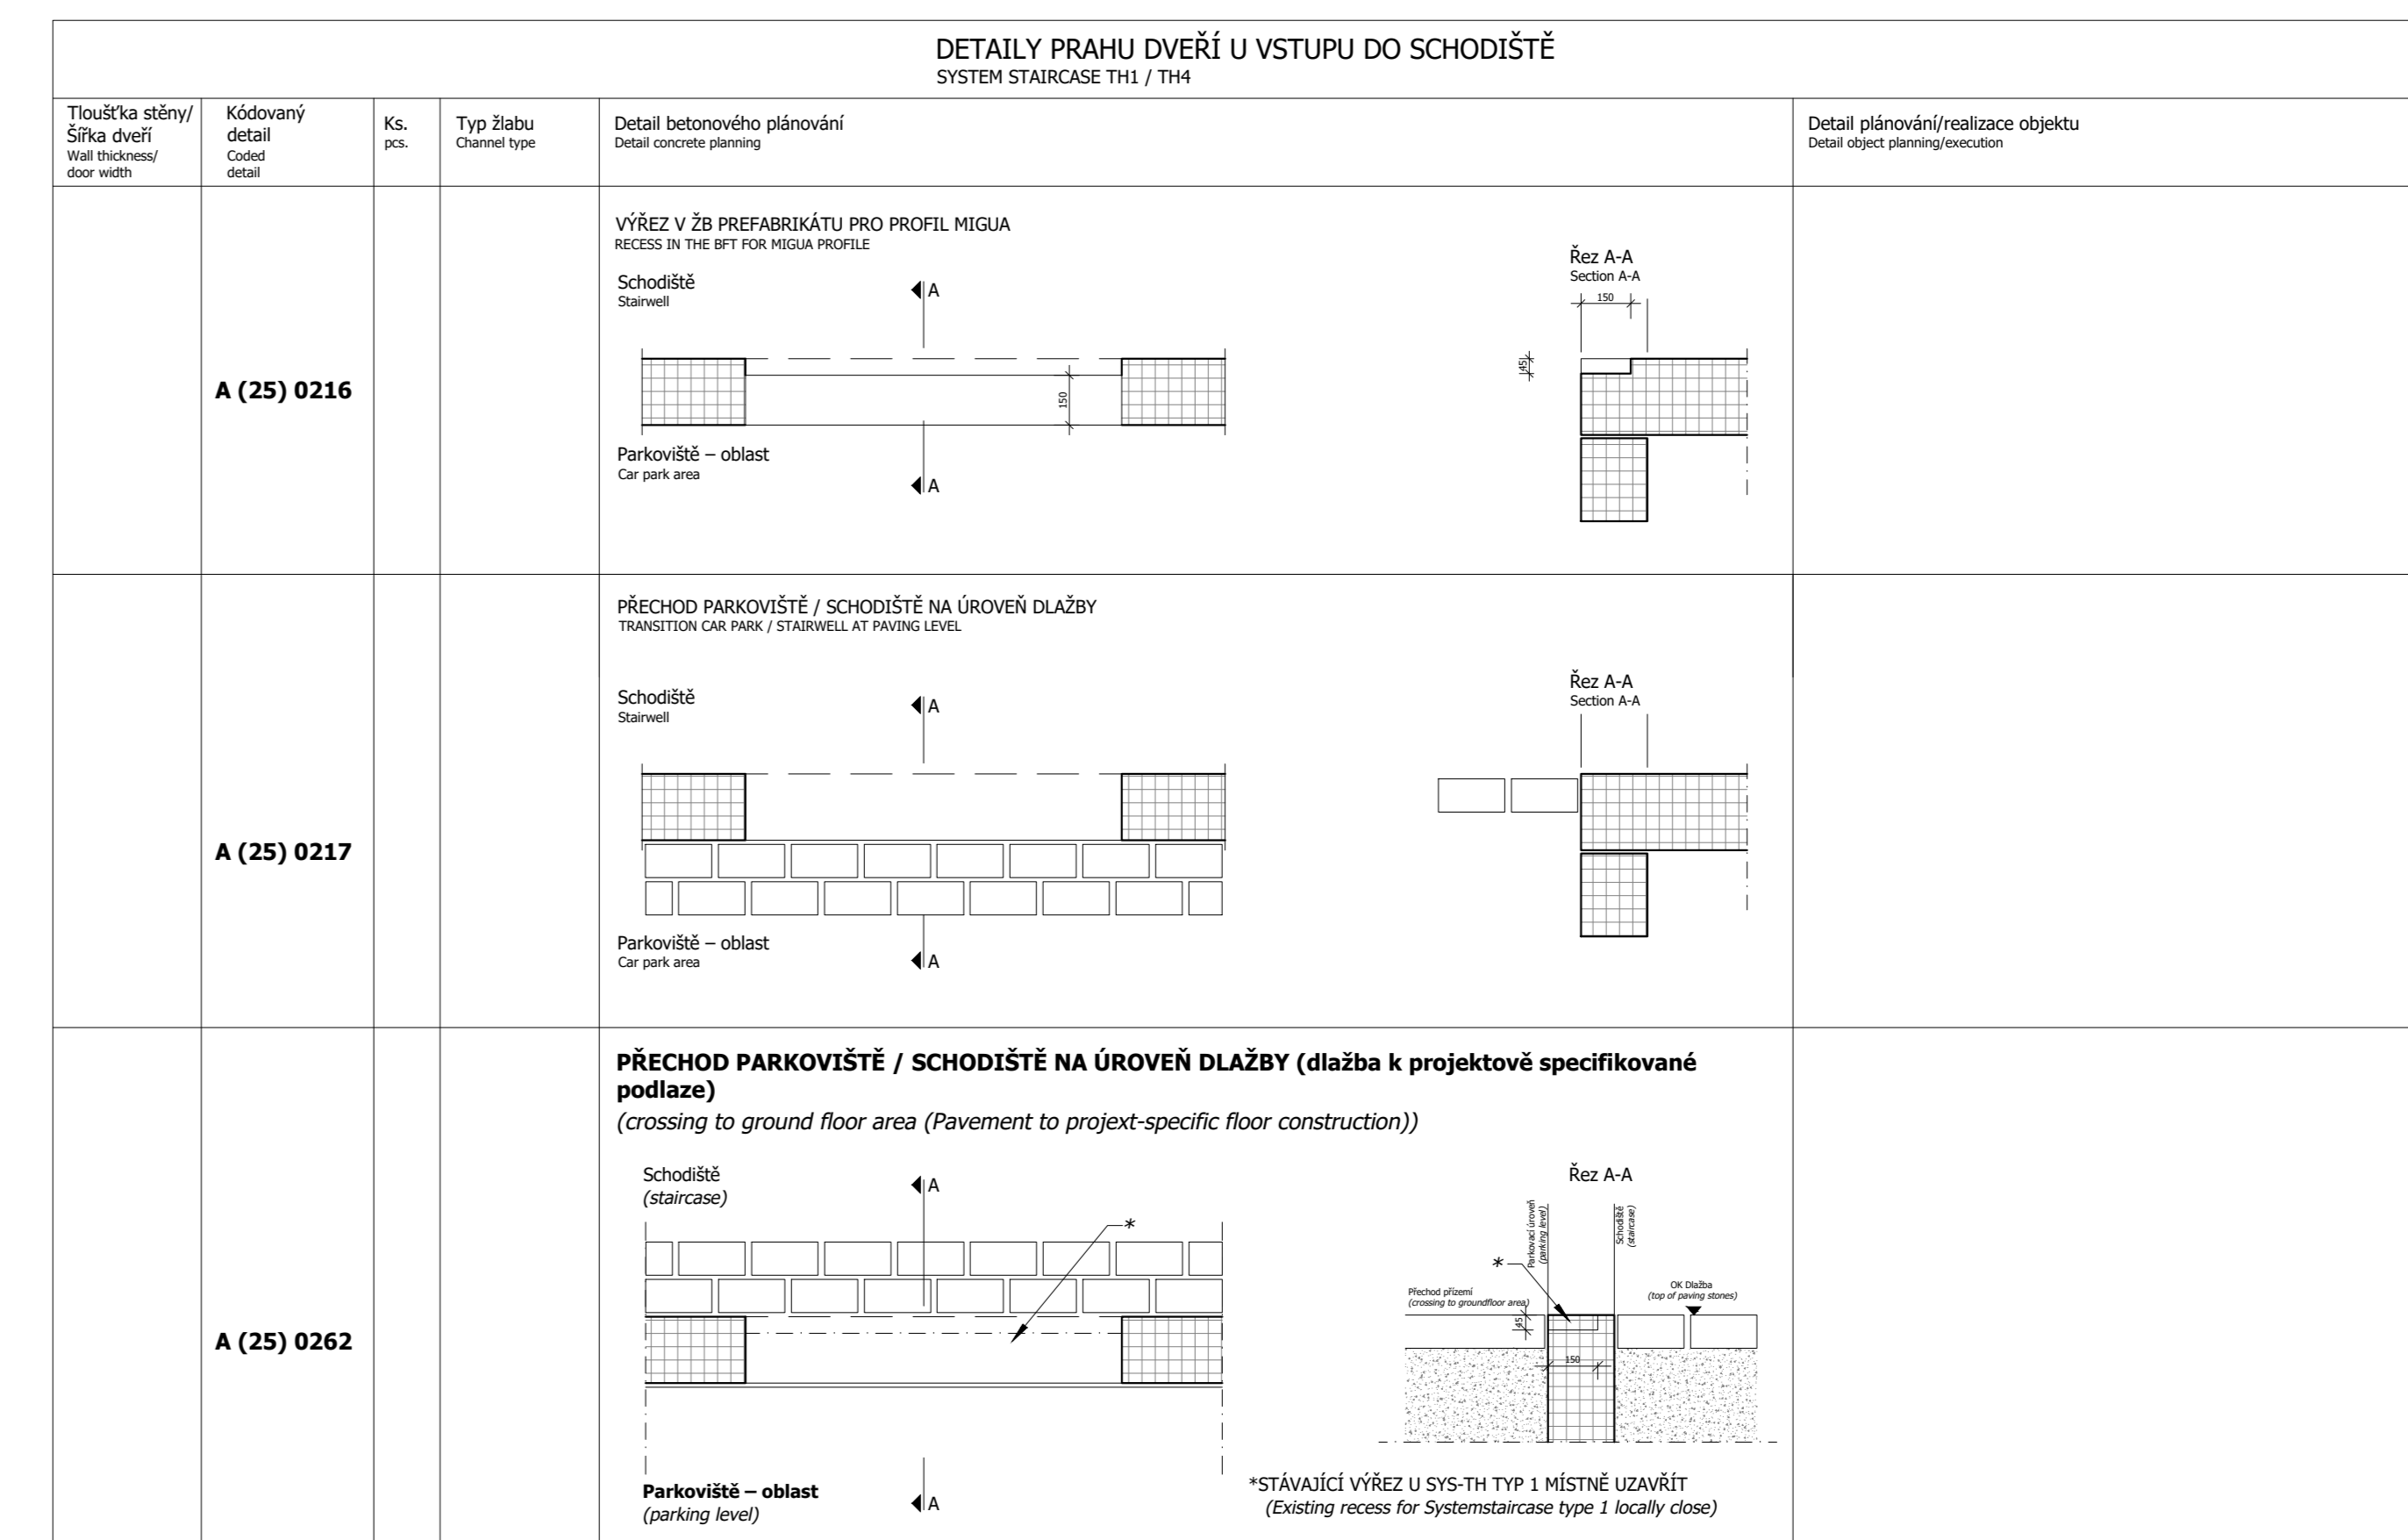 DETAILY PRAHU DVEŘÍ U VSTUPU DO SCHODIŠTĚ
SYSTEM STAIRCASE TH1 / TH4
Tloušťka stěny/
Šířka dveří
Wall thickness/
door width
Kódovaný
detail
Coded
detail
Ks.
pcs.
Typ žlabu
Channel type
Detail betonového plánování
Detail concrete planning
Detail plánování/realizace objektu
Detail object planning/execution
A (25) 0216
VÝŘEZ V ŽB PREFABRIKÁTU PRO PROFIL MIGUA
RECESS IN THE BFT FOR MIGUA PROFILE
Schodiště
Stairwell
A
150
Parkoviště – oblast
Car park area
A
Řez A-A
Section A-A
150
45
A (25) 0217
PŘECHOD PARKOVIŠTĚ / SCHODIŠTĚ NA ÚROVEŇ DLAŽBY
TRANSITION CAR PARK / STAIRWELL AT PAVING LEVEL
Schodiště
Stairwell
A
Parkoviště – oblast
Car park area
A
Řez A-A
Section A-A
A (25) 0262
PŘECHOD PARKOVIŠTĚ / SCHODIŠTĚ NA ÚROVEŇ DLAŽBY (dlažba k projektově specifikované
podlaze)
(crossing to ground floor area (Pavement to projext-specific floor construction))
Schodiště
(staircase)
A
*
Parkoviště – oblast
(parking level)
A
Řez A-A
Parkovací úroveň
(parking level)
Schodiště
(staircase)
*
Přechod přízemí
(crossing to groundfloor area)
OK Dlažba
(top of paving stones)
45
150
*STÁVAJÍCÍ VÝŘEZ U SYS-TH TYP 1 MÍSTNĚ UZAVŘÍT
(Existing recess for Systemstaircase type 1 locally close)